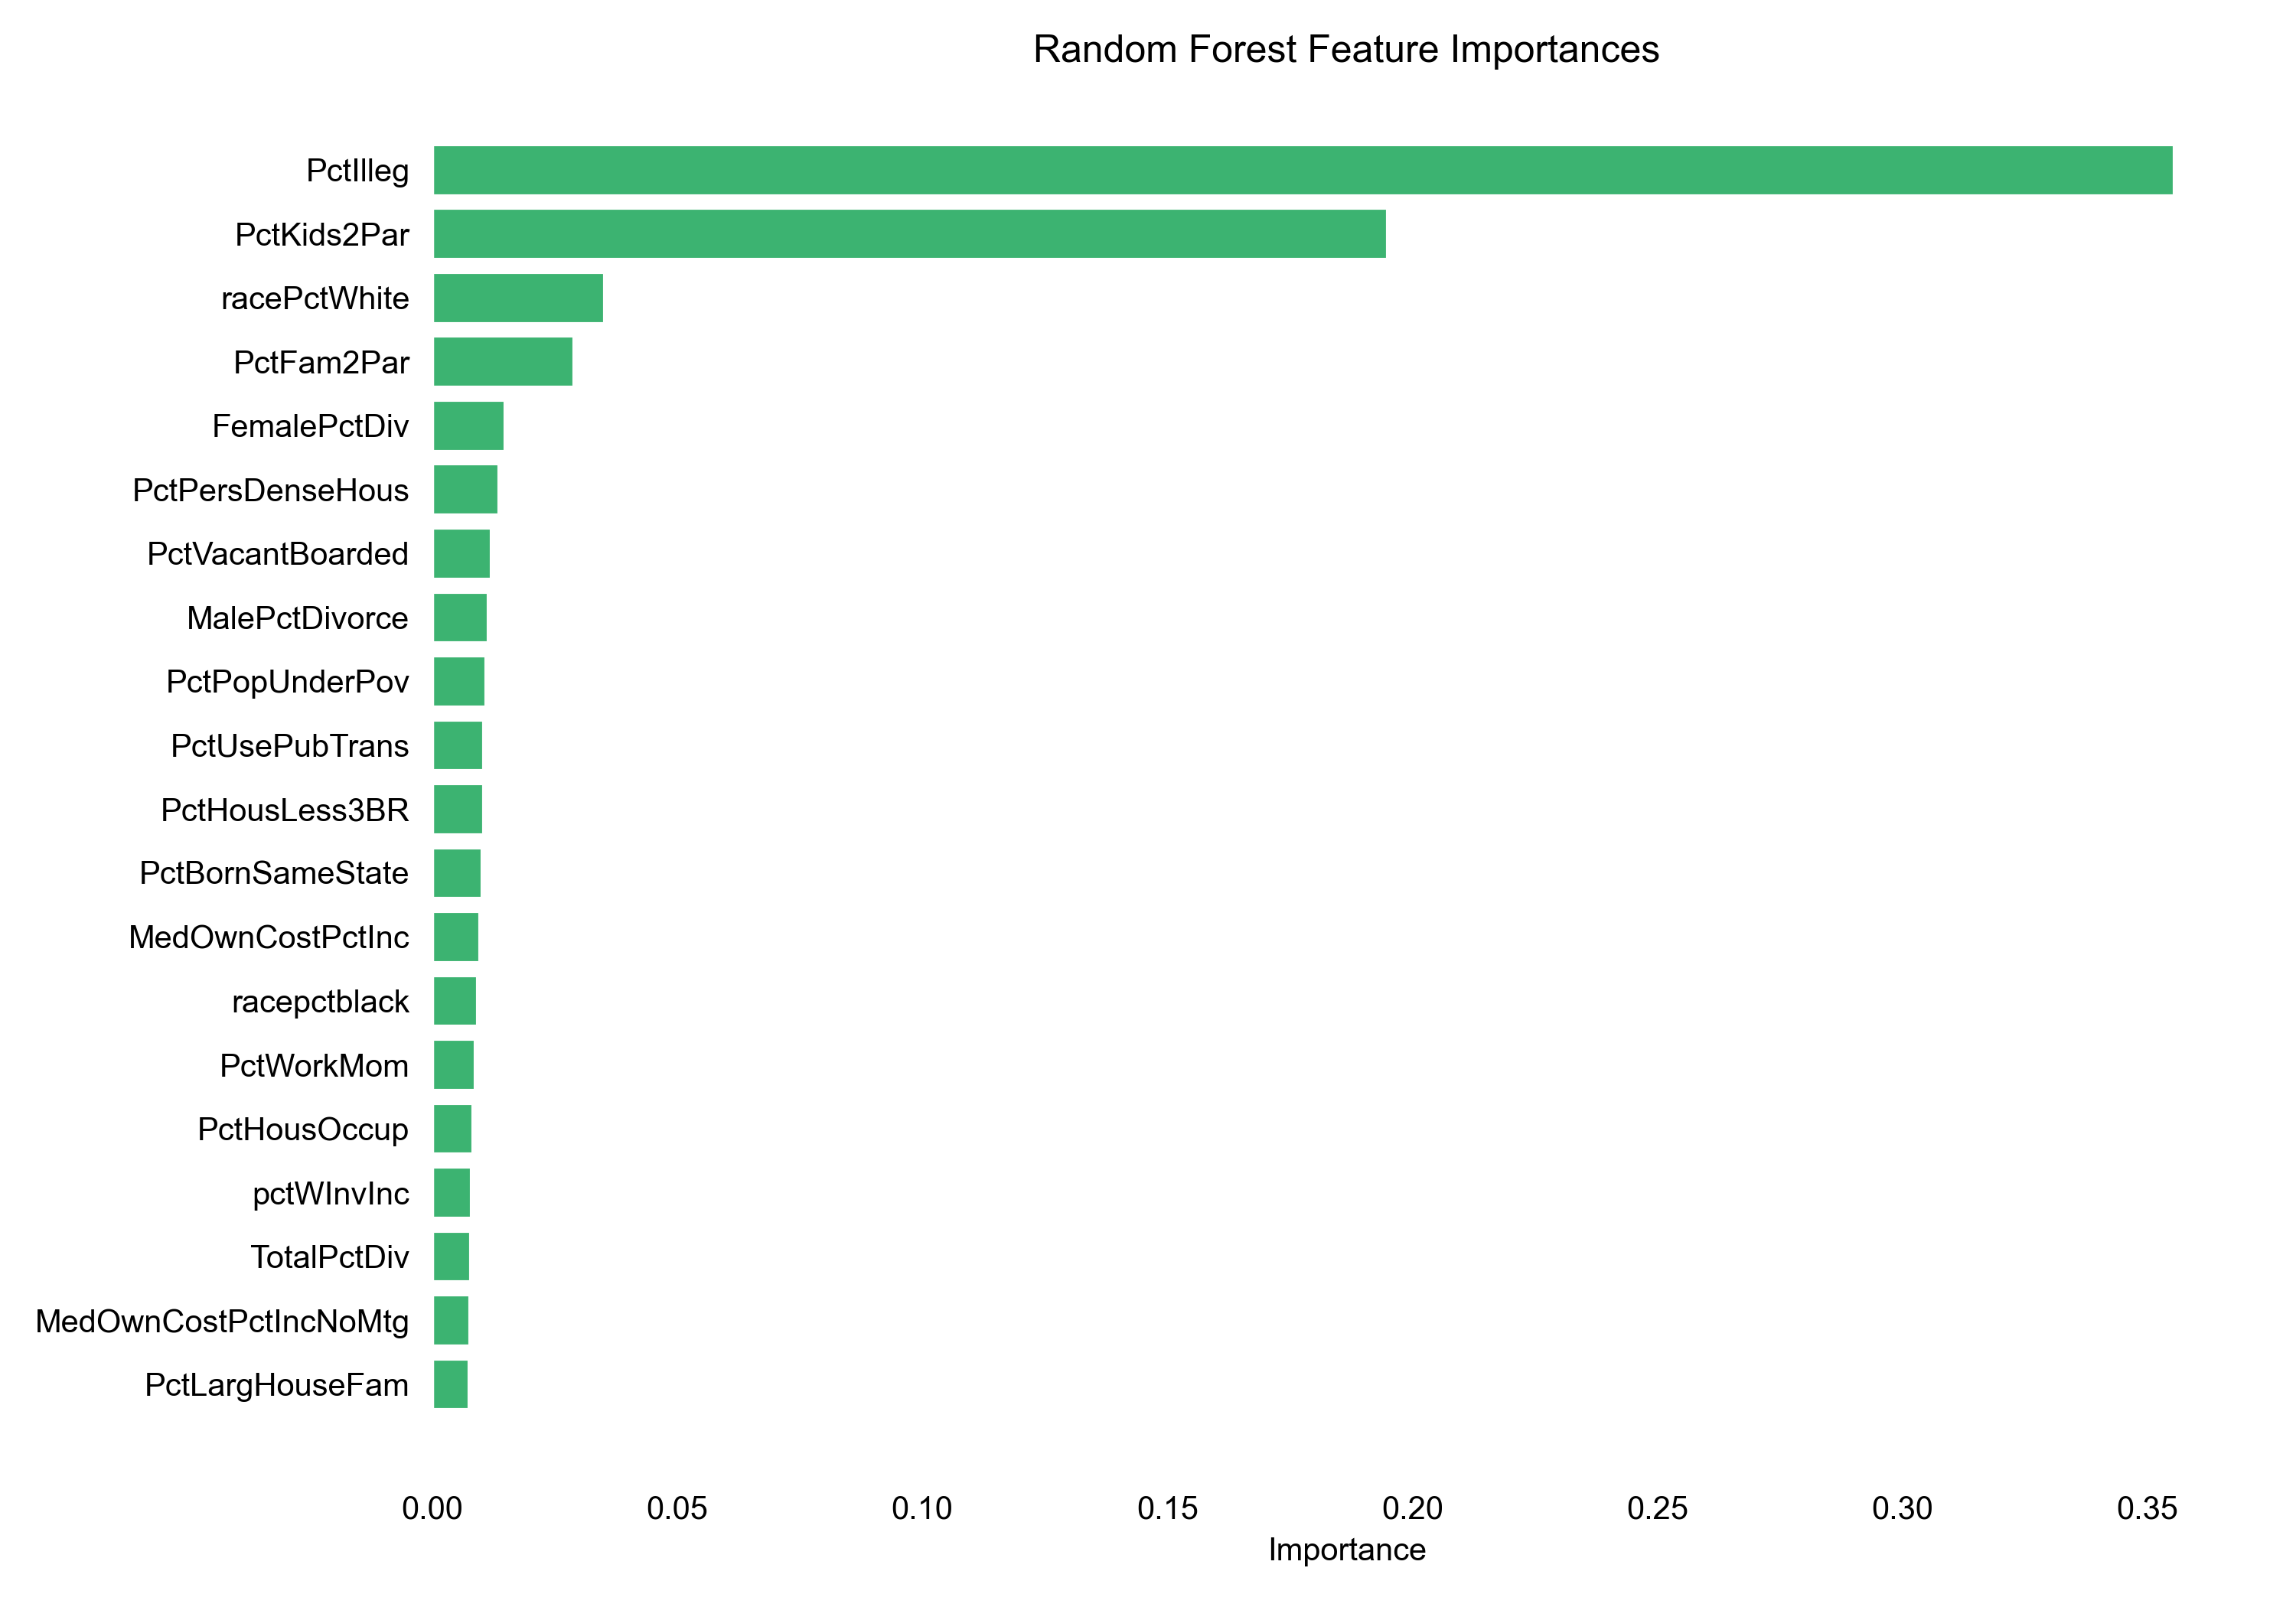 Random Forest Feature Importances
PctIlleg
PctKids2Par
racePctWhite
PctFam2Par
FemalePctDiv
PctPersDenseHous
PctVacantBoarded
MalePctDivorce
PctPopUnderPov
PctUsePubTrans
PctHousLess3BR
PctBornSameState
MedOwnCostPctInc
racepctblack
PctWorkMom
PctHousOccup
pctWInvInc
TotalPctDiv
MedOwnCostPctIncNoMtg
PctLargHouseFam
0.00 0.05 0.10 0.15 0.20 0.25 0.30 0.35
Importance